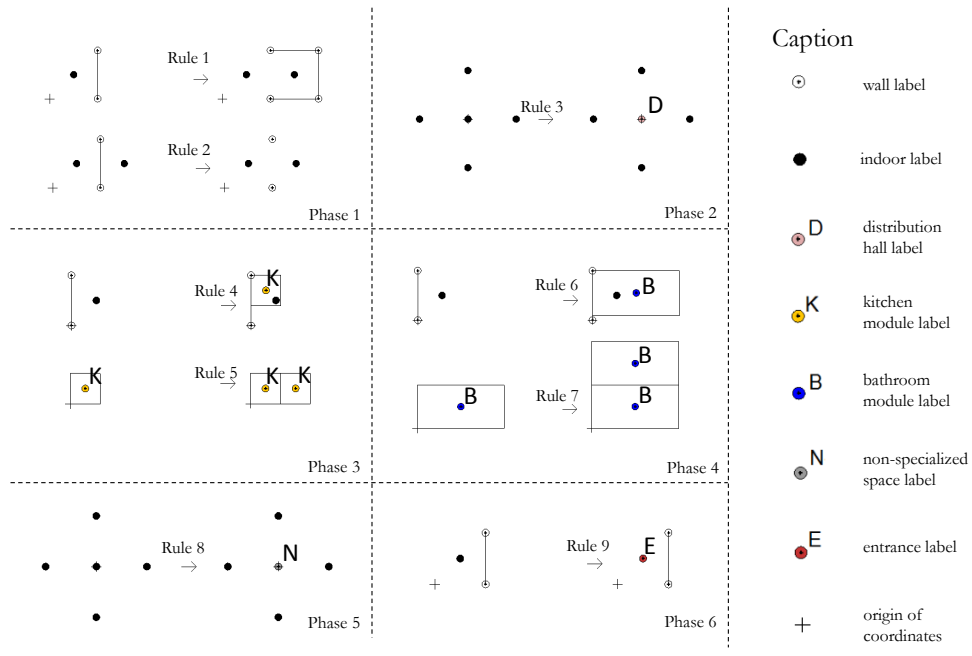 Rule 1
Rule 2
Phase 1
Rule 3
D
Phase 2
Rule 4
K
K
Rule 5
K
K
Phase 3
Rule 6
B
B
Rule 7
B
B
Phase 4
Rule 8
N
Phase 5
Rule 9
E
Phase 6
Caption
wall label
indoor label
D
distribution
hall label
K
kitchen
module label
B
bathroom
module label
N
non-specialized
space label
E
entrance label
origin of
coordinates